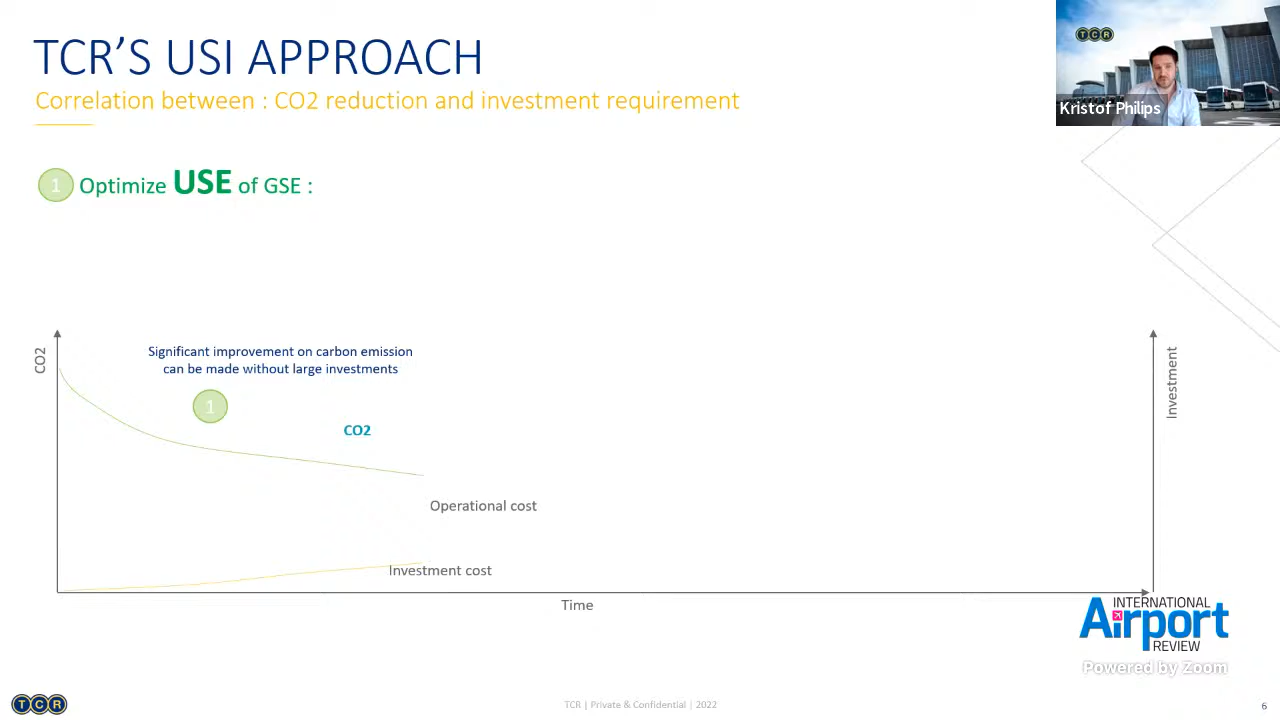 TCR'S USI APPROACH
Correlation between : CO2 reduction and investment requirement
TCR
Kristof Philips
1 Optimize USE of GSE :
CO2
Significant improvement on carbon emission
can be made without large investments
1
CO2
Operational cost
Investment cost
Time
Investment
INTERNATIONAL
Airport
REVIEW
Powered by Zoom
TCR
TCR | Private & Confidential | 2022
6